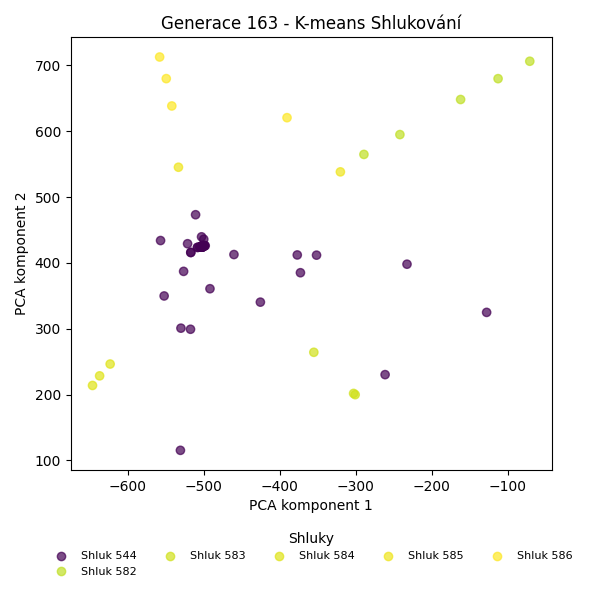 Generace 163 - K-means Shlukování
700
600
500
400
300
200
100
PCA komponent 2
−600 −500 −400 −300 −200 −100
PCA komponent 1
Shluky
Shluk 544 Shluk 583 Shluk 584 Shluk 585 Shluk 586
Shluk 582